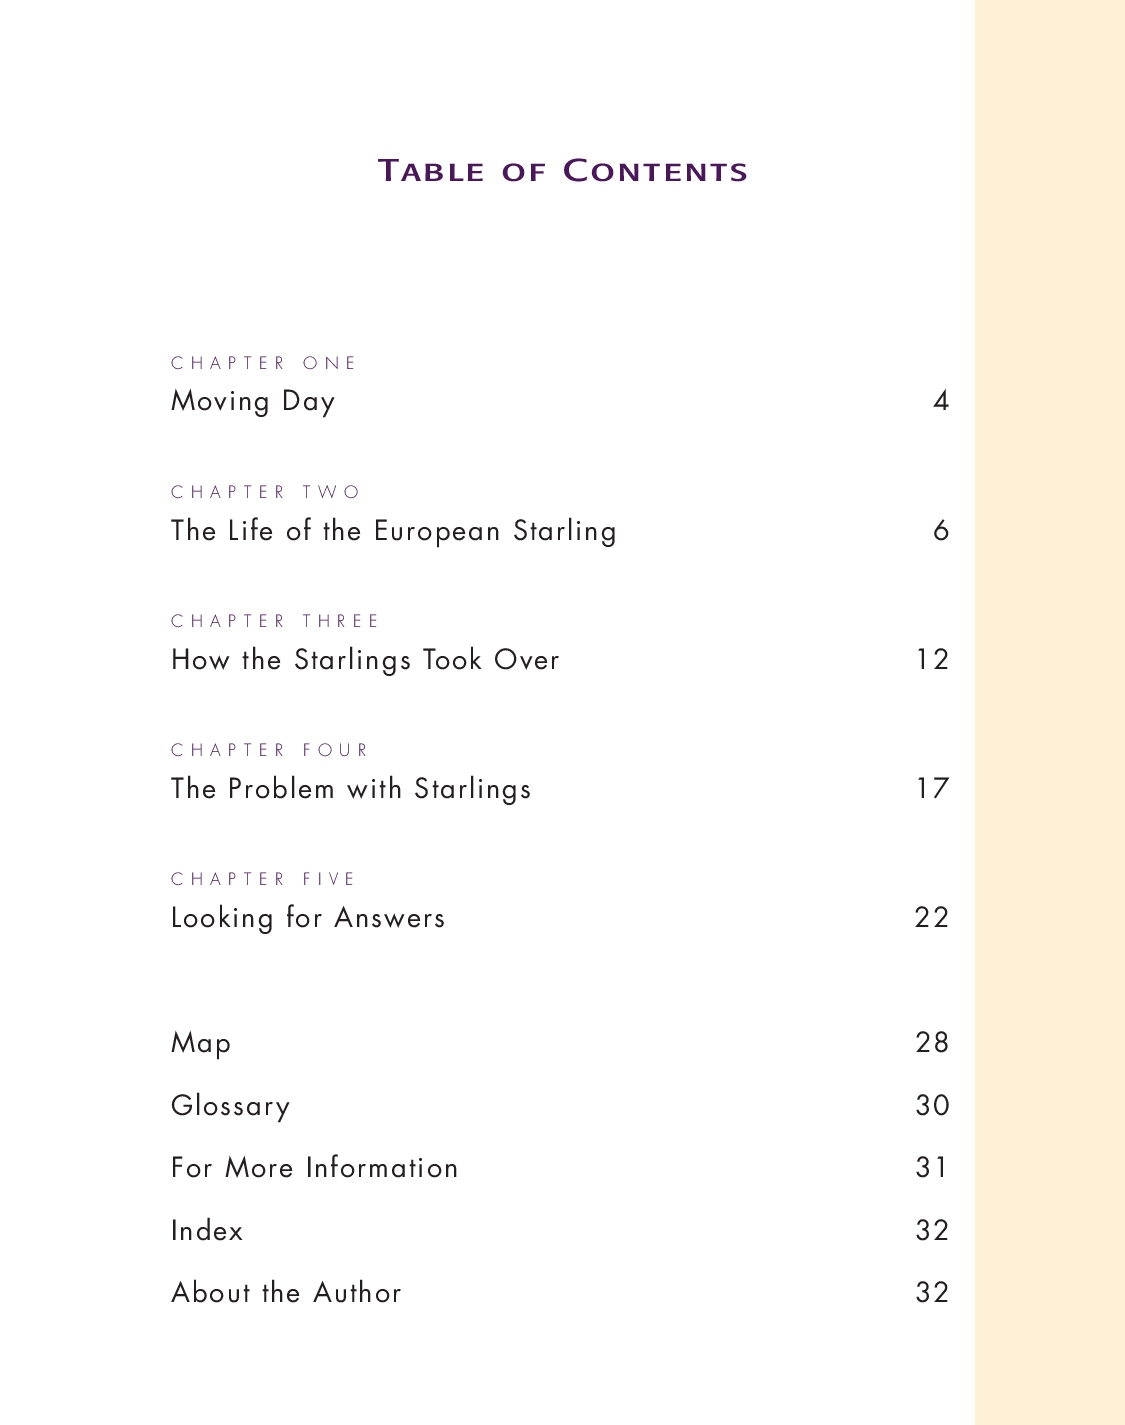 Table of Contents
CHAPTER ONE
Moving Day 4
CHAPTER TWO
The Life of the European Starling 6
CHAPTER THREE
How the Starlings Took Over 12
CHAPTER FOUR
The Problem with Starlings 17
CHAPTER FIVE
Looking for Answers 22
Map 28
Glossary 30
For More Information 31
Index 32
About the Author 32